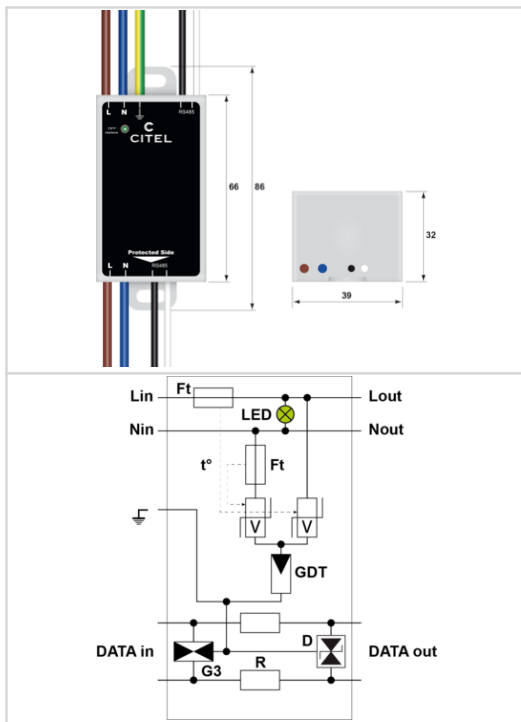 L N RS485
OFF
C
CITEL
Protected Side
L N RS485
66
86
32
39
Ft
Lin Lout
LED
Nin Nout
t° Ft
V V
GDT
D
DATA in DATA out
G3 R